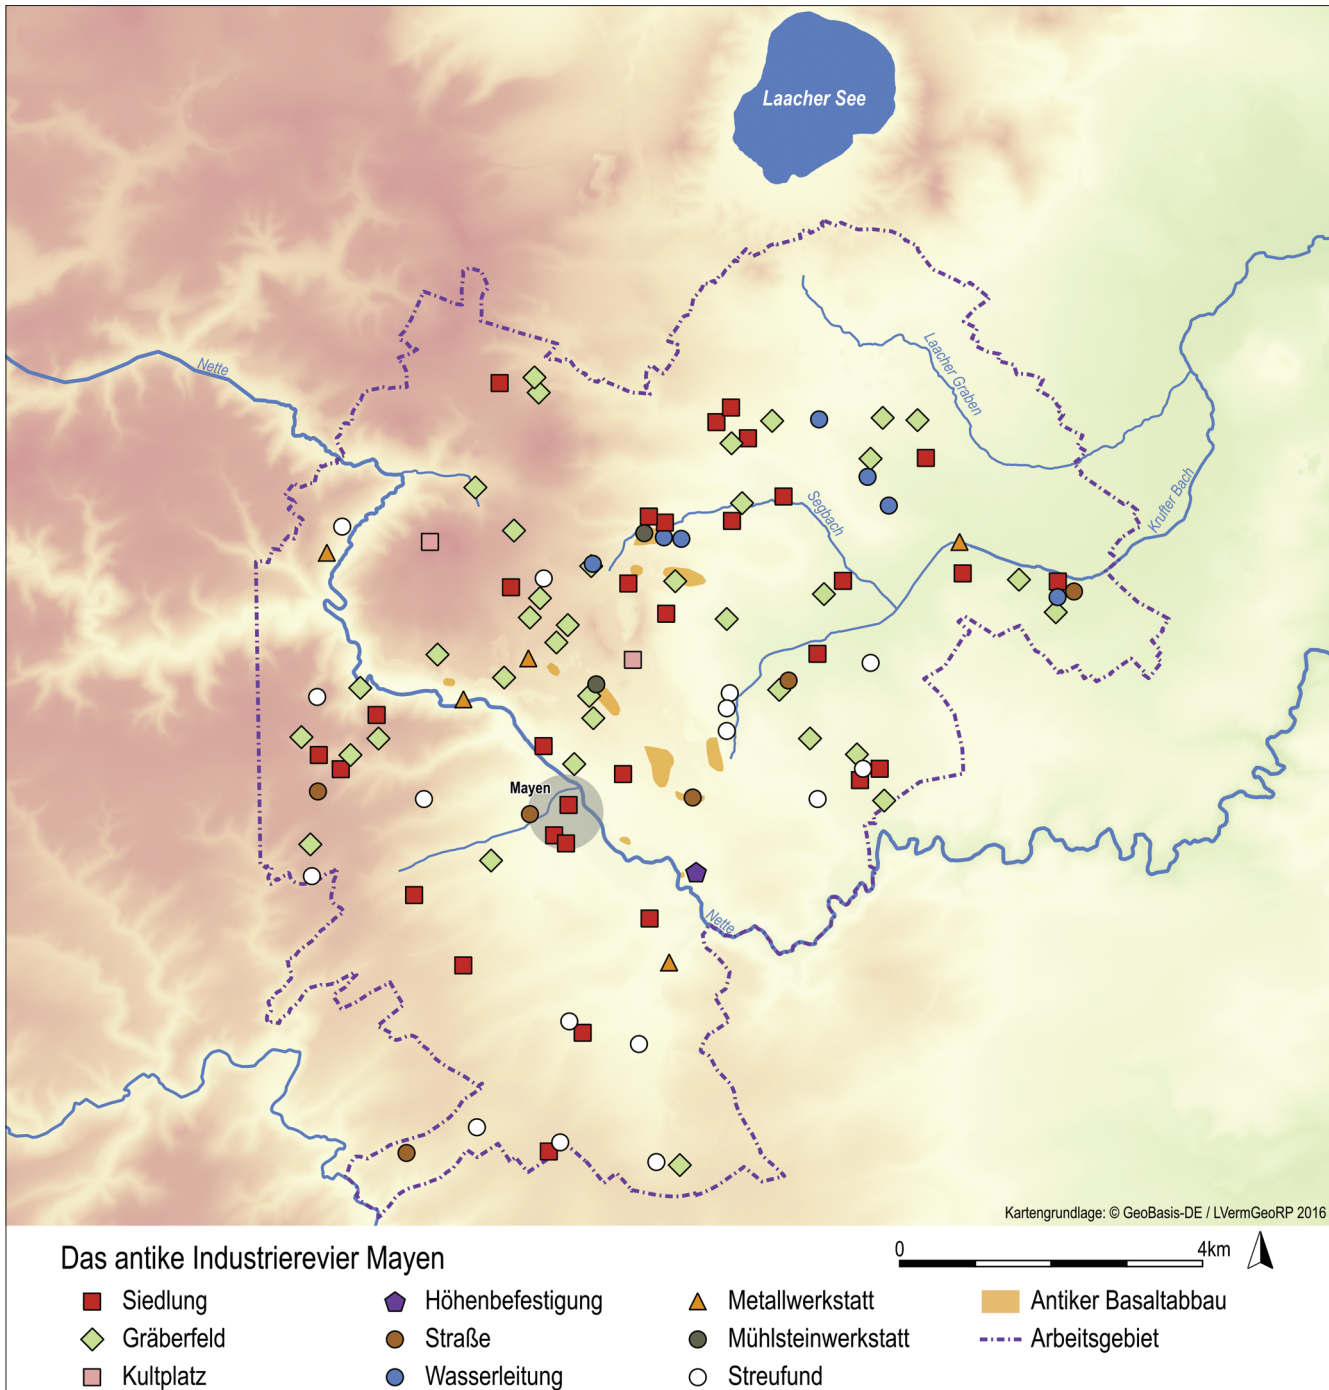 Laacher See
Nette
Laacher Graben
Segbach
Krufter Bach
Mayen
Nette
Kartengrundlage: © GeoBasis-DE / LVermGeoRP 2016
Das antike Industrierevier Mayen
0 4km
Siedlung Höhenbefestigung Metallwerkstatt Antiker Basaltabbau
Gräberfeld Straße Mühlsteinwerkstatt Arbeitsgebiet
Kultplatz Wasserleitung Streufund